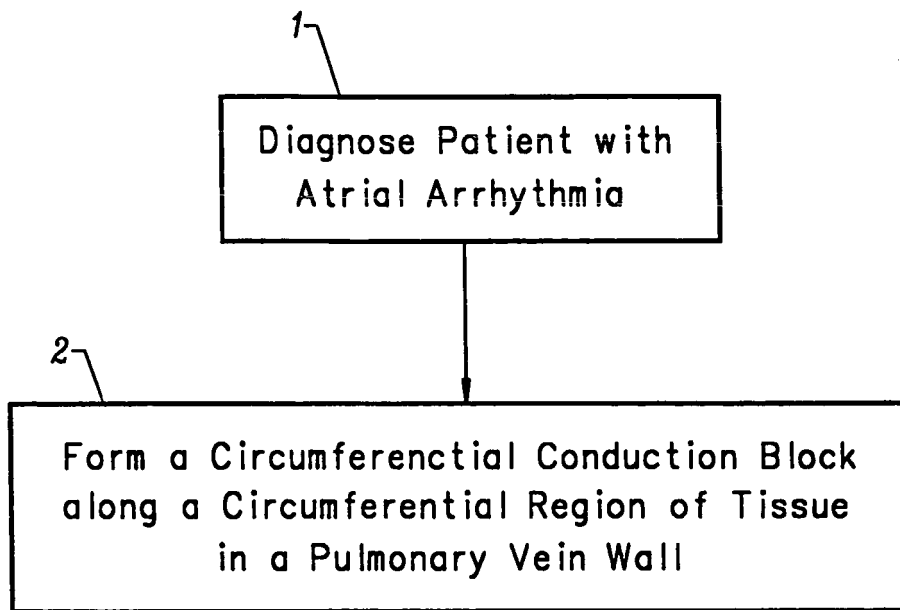 1
Diagnose Patient with
Atrial Arrhythmia
2
Form a Circumferenctial Conduction Block
along a Circumferential Region of Tissue
in a Pulmonary Vein Wall